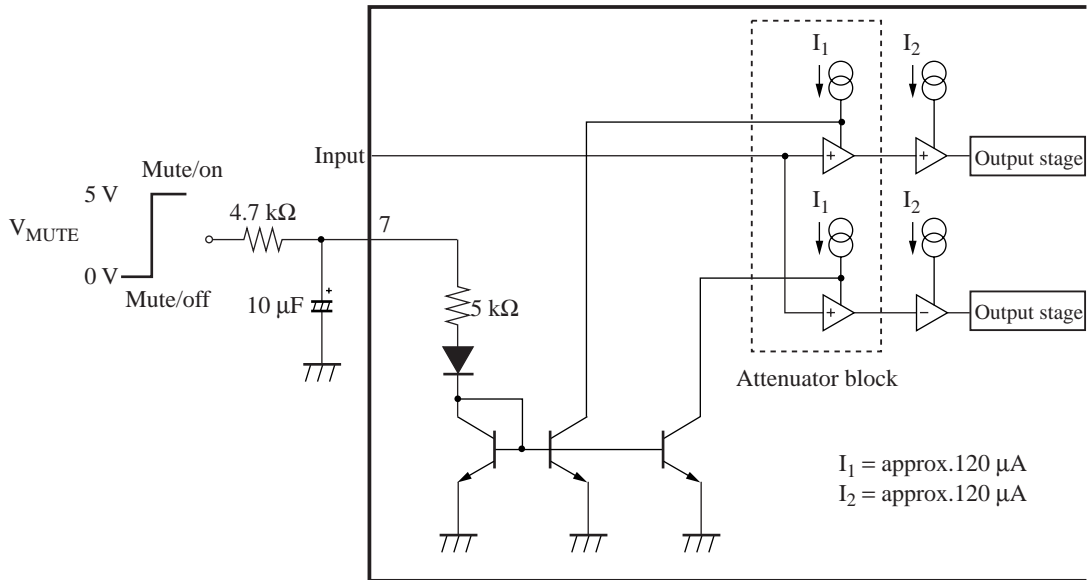 I1
I2
Input
Output stage
Mute/on
5 V
4.7 kΩ
7
VMUTE
I1
I2
0 V
Mute/off
10 μF
+
5 kΩ
+
+
+
−
Output stage
Attenuator block
I1 = approx.120 μA
I2 = approx.120 μA